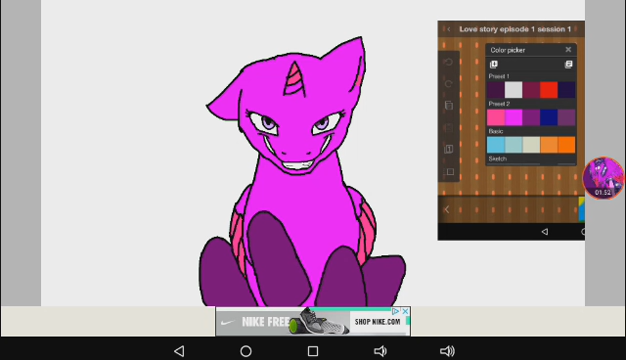 Love story episode 1 session 1
Color picker
Preset 1
Preset 2
Basic
Sketch
01:52
NIKE FREE
SHOP NIKE.COM